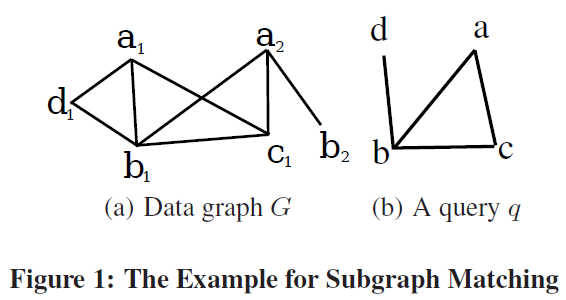 a₁ a₂ d a
d₁
b₁ c₁ b₂ b c
(a) Data graph G (b) A query q
Figure 1: The Example for Subgraph Matching